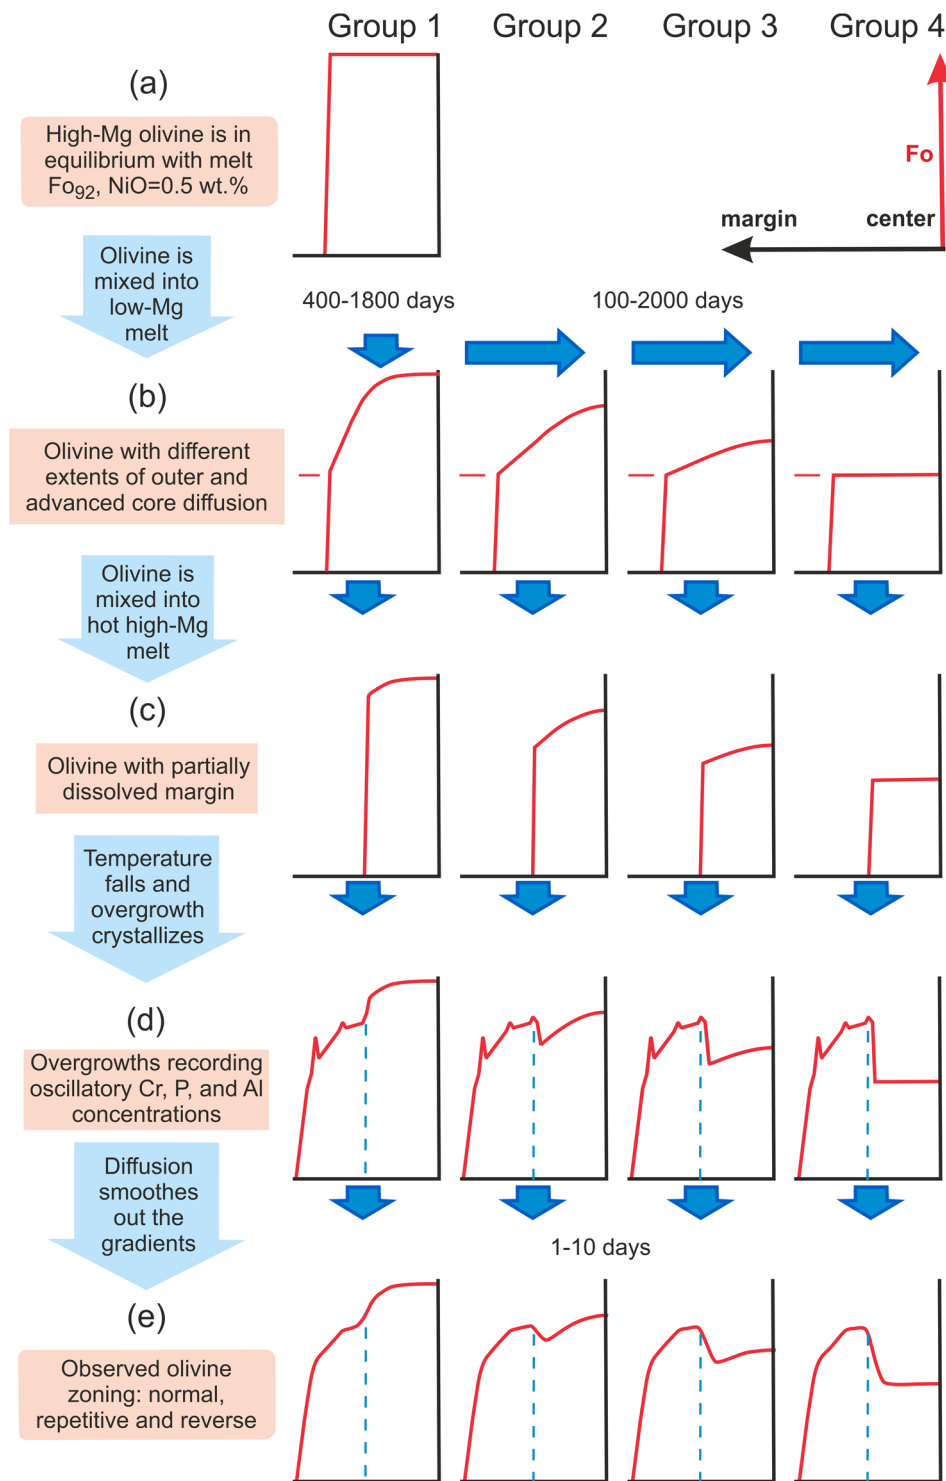 Group 1 Group 2 Group 3 Group 4
(a)
High-Mg olivine is in
equilibrium with melt
Fo92, NiO=0.5 wt.%
Fo
margin center
Olivine is
mixed into
low-Mg
melt
400-1800 days 100-2000 days
(b)
Olivine with different
extents of outer and
advanced core diffusion
Olivine is
mixed into
hot high-Mg
melt
(c)
Olivine with partially
dissolved margin
Temperature
falls and
overgrowth
crystallizes
(d)
Overgrowths recording
oscillatory Cr, P, and Al
concentrations
Diffusion
smoothes
out the
gradients
1-10 days
(e)
Observed olivine
zoning: normal,
repetitive and reverse